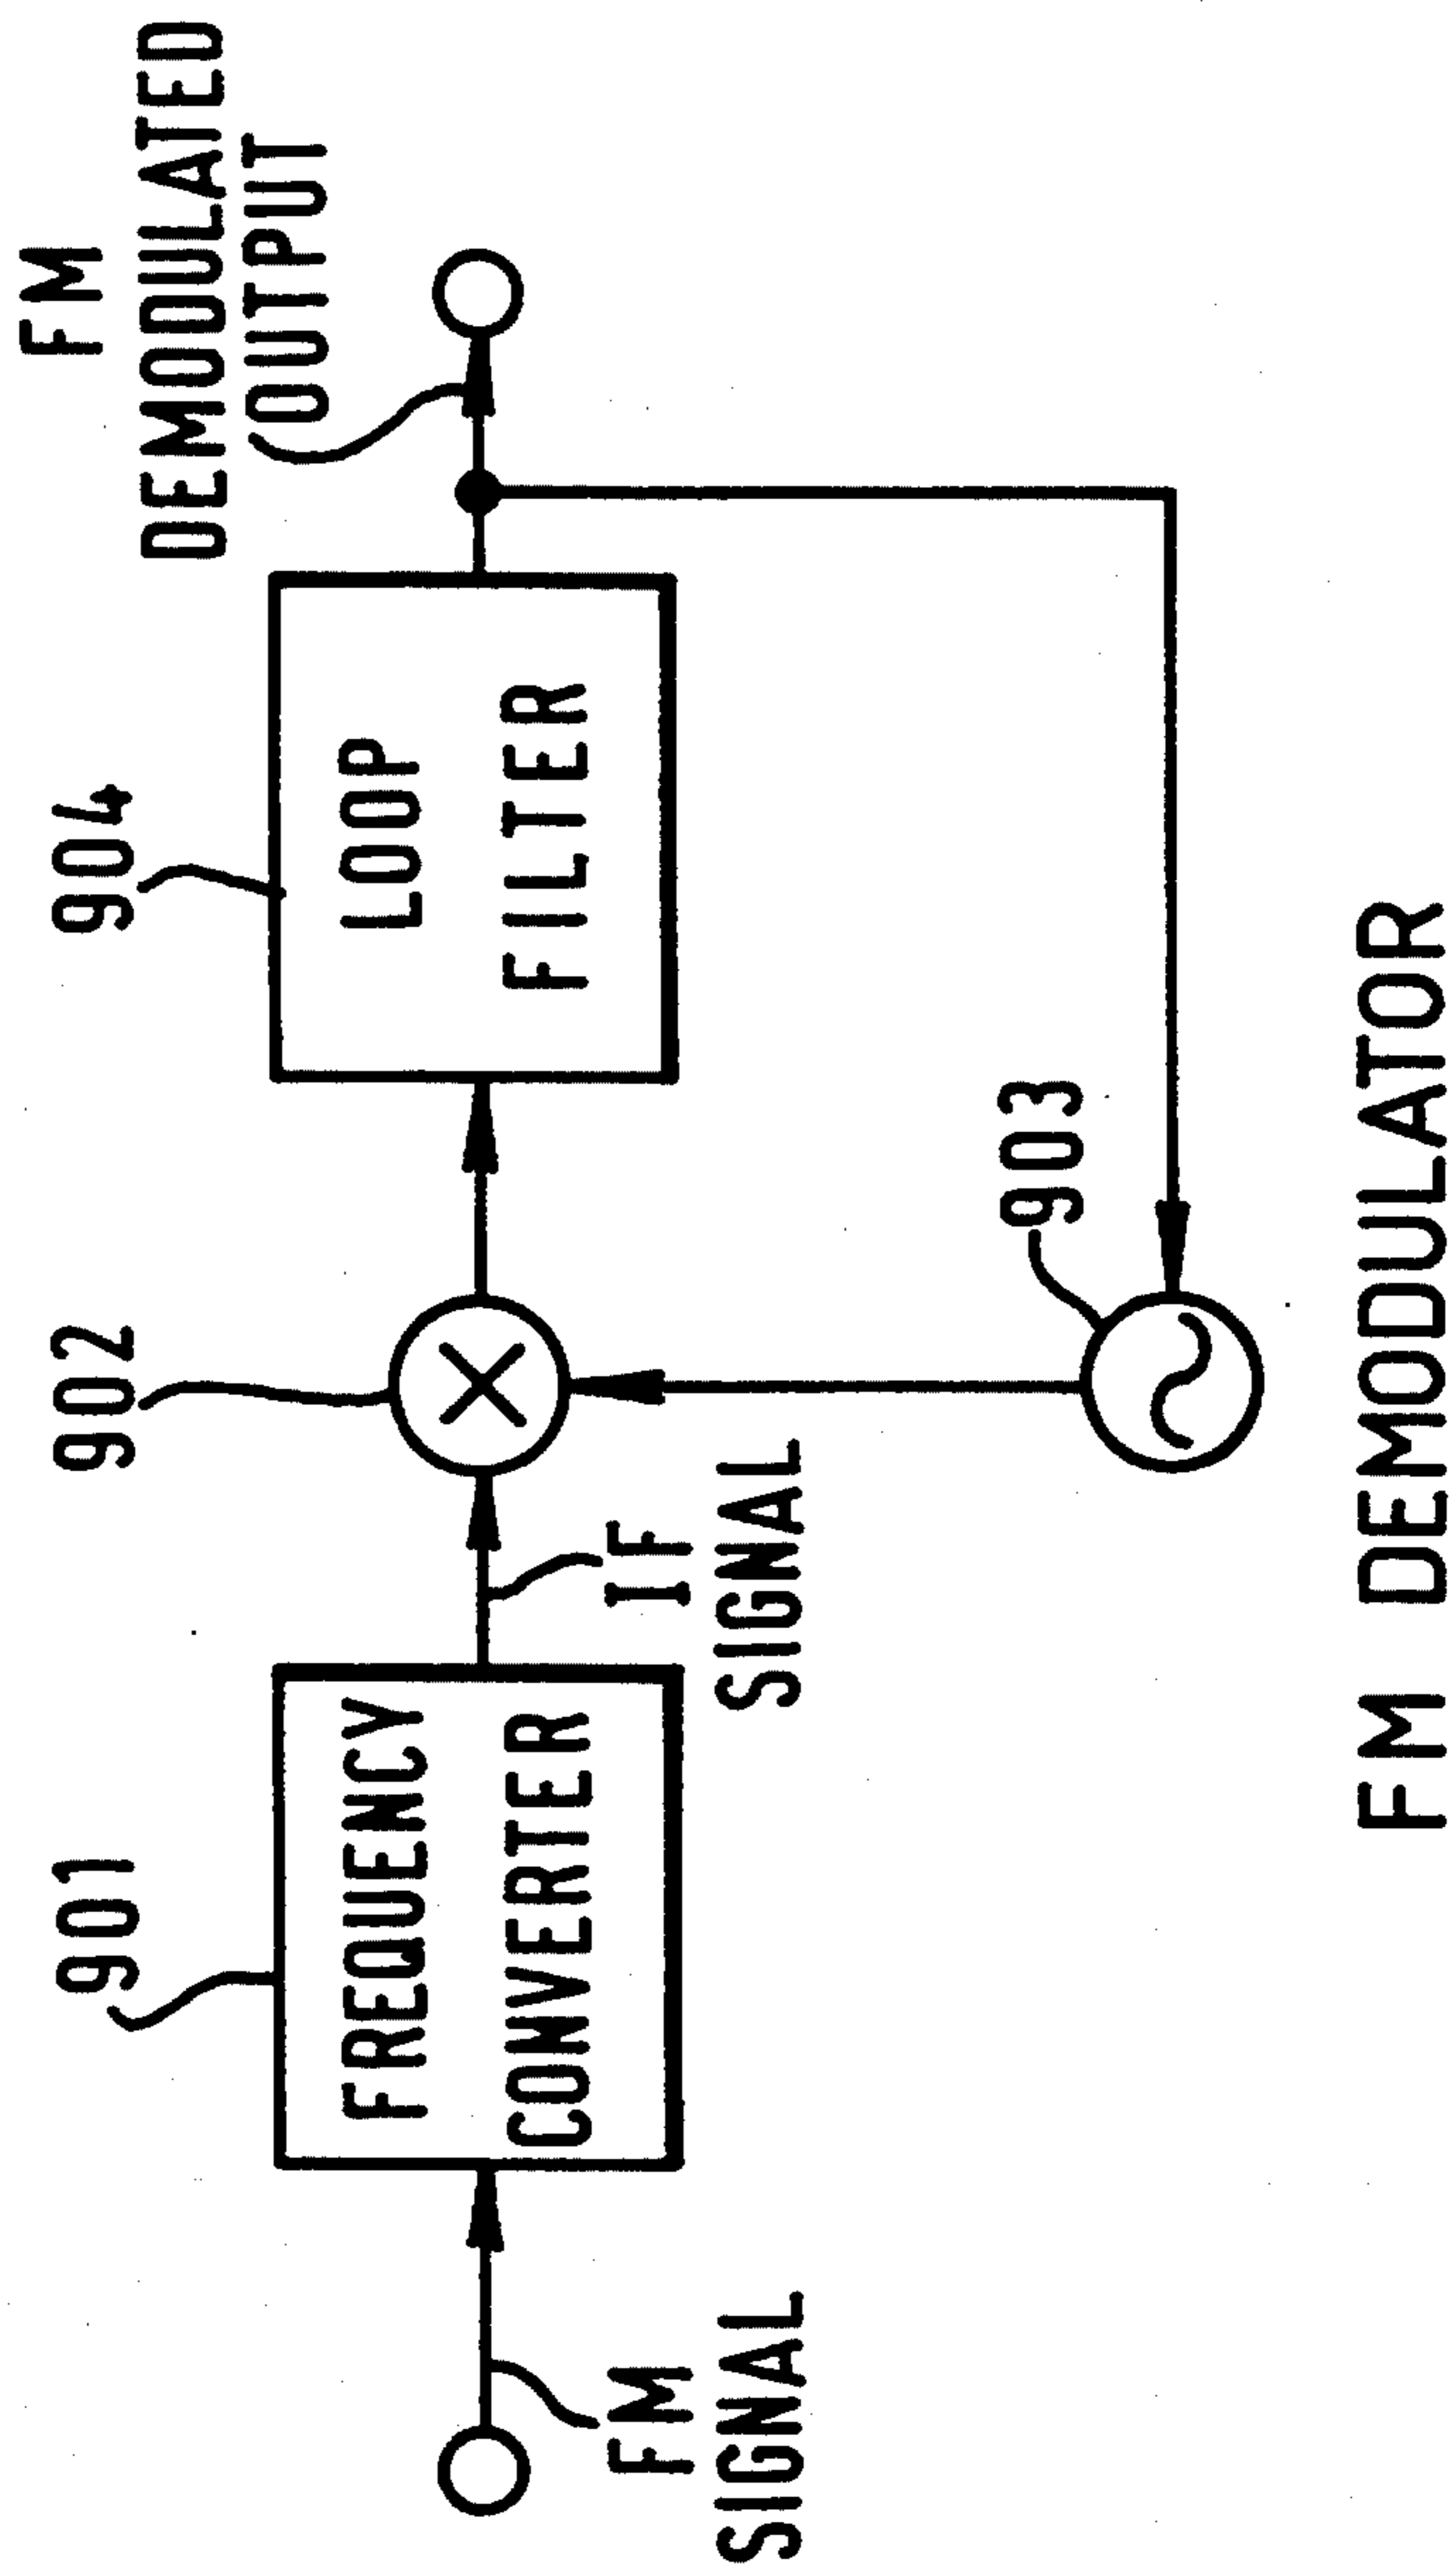 FM
DEMODULATED
OUTPUT
904
902
901
LOOP
FILTER
FREQUENCY
CONVERTER
IF
SIGNAL
FM
SIGNAL
903
FM DEMODULATOR